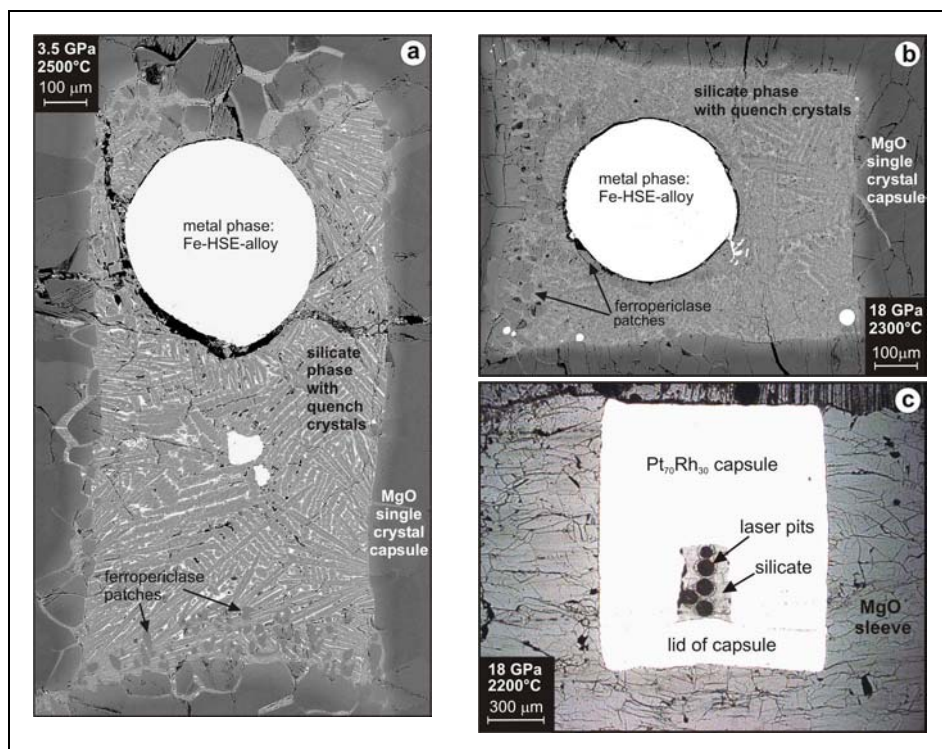 3.5 GPa
2500°C
100 μm
a
metal phase:
Fe-HSE-alloy
silicate
phase
with
quench
crystals
MgO
single
crystal
capsule
ferropericlase
patches
b
silicate phase
with quench crystals
MgO
single
crystal
capsule
metal phase:
Fe-HSE-alloy
ferropericlase
patches
18 GPa
2300°C
100μm
c
Pt70Rh30 capsule
laser pits
silicate
MgO
sleeve
lid of capsule
18 GPa
2200°C
300 μm